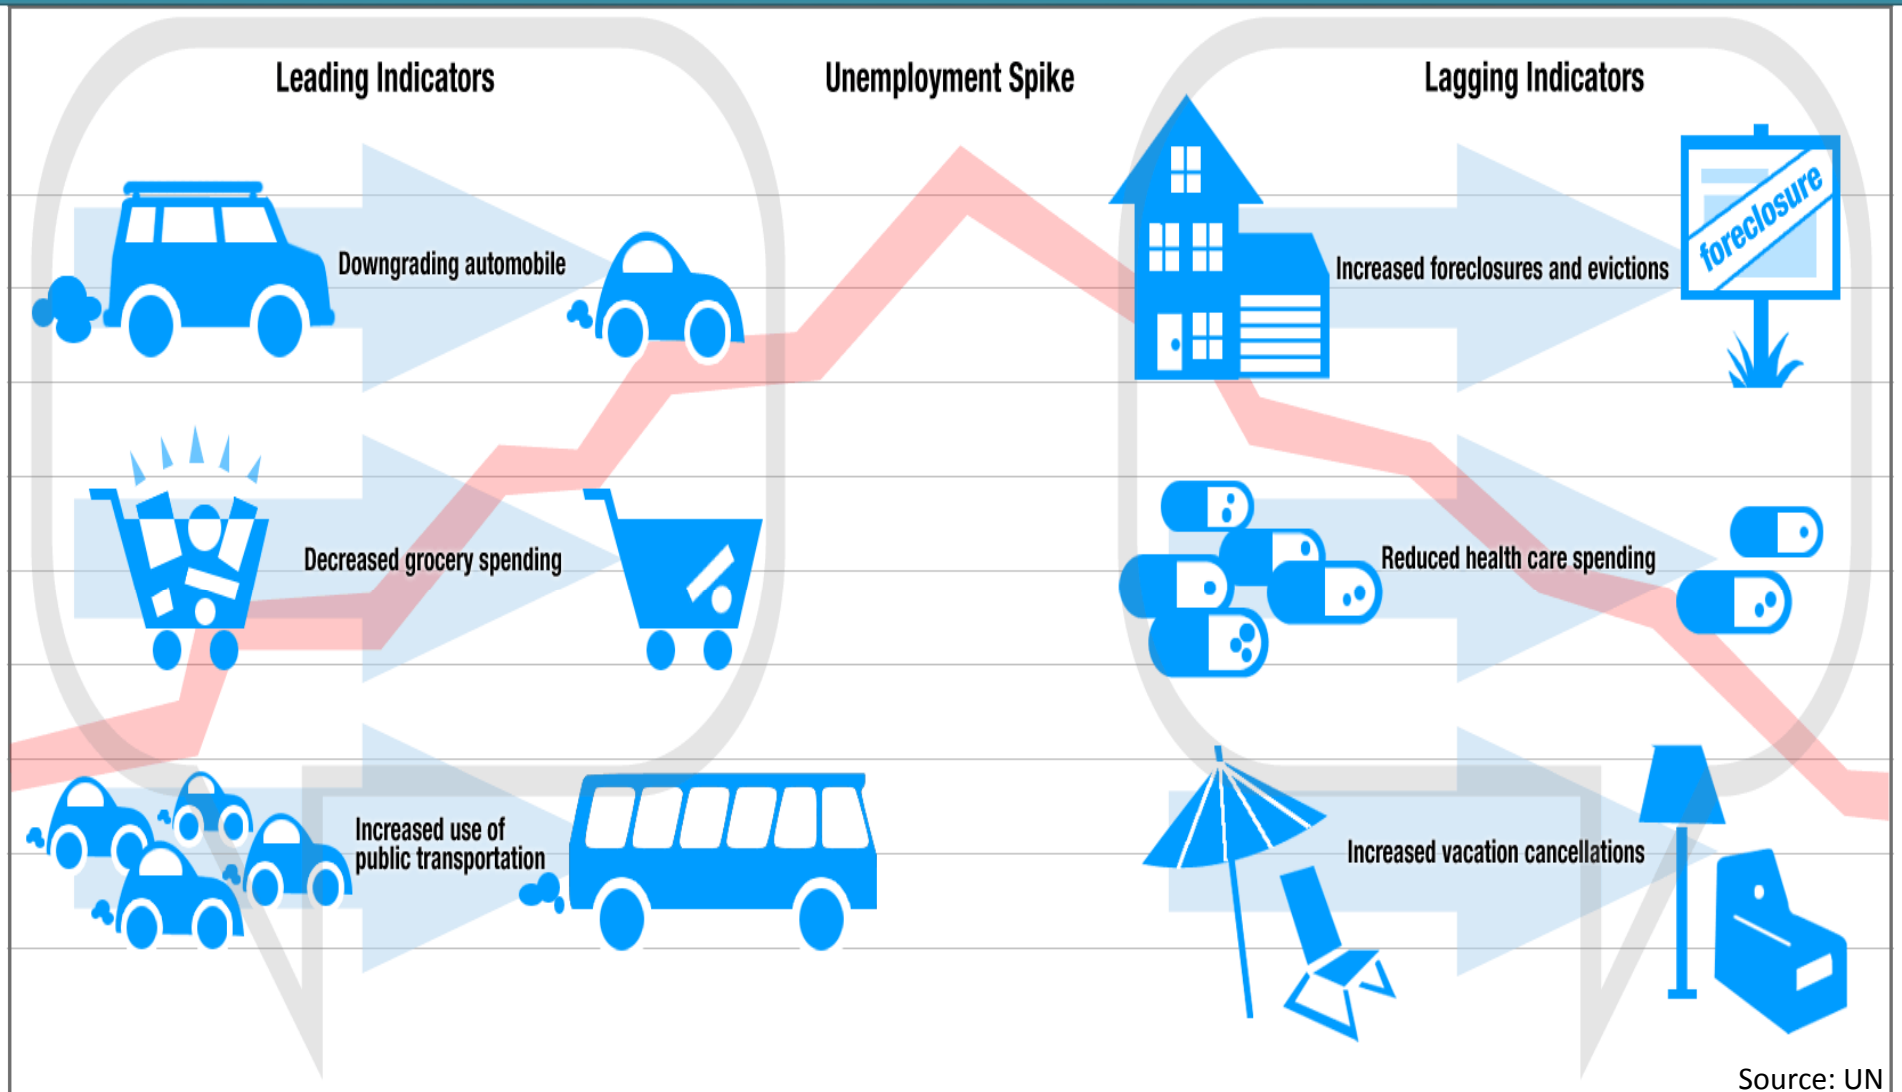 Leading Indicators
Unemployment Spike
Lagging Indicators
Downgrading automobile
Increased foreclosures and evictions
foreclosure
Decreased grocery spending
Reduced health care spending
Increased use of
public transportation
Increased vacation cancellations
Source: UN